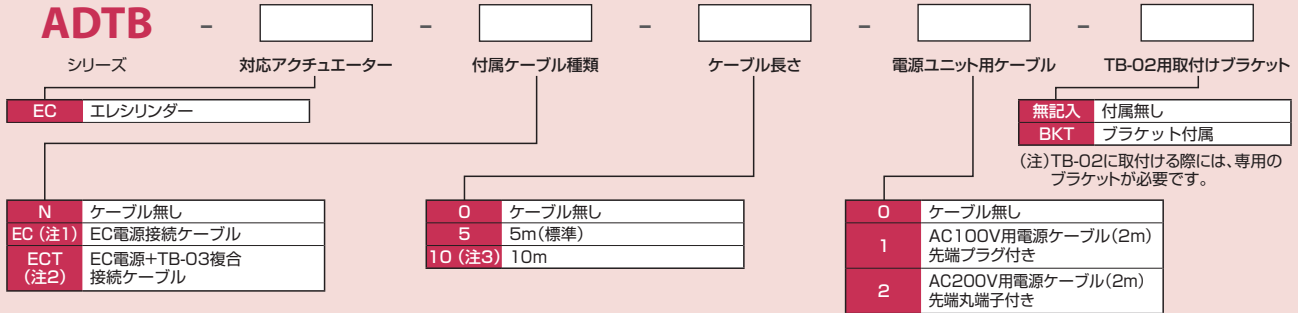 ADTB - - - - -
シリーズ 対応アクチュエーター 付属ケーブル種類 ケーブル長さ 電源ユニット用ケーブル TB-02用取付けブラケット
EC エレシリンダー
無記入 付属無し
BKT ブラケット付属
(注)TB-02に取付ける際には、専用の
ブラケットが必要です。
N ケーブル無し
EC (注1) EC電源接続ケーブル
ECT (注2) EC電源+TB-03複合
接続ケーブル
0 ケーブル無し
5 5m(標準)
10 (注3) 10m
0 ケーブル無し
1 AC100V用電源ケーブル(2m)
先端プラグ付き
2 AC200V用電源ケーブル(2m)
先端丸端子付き